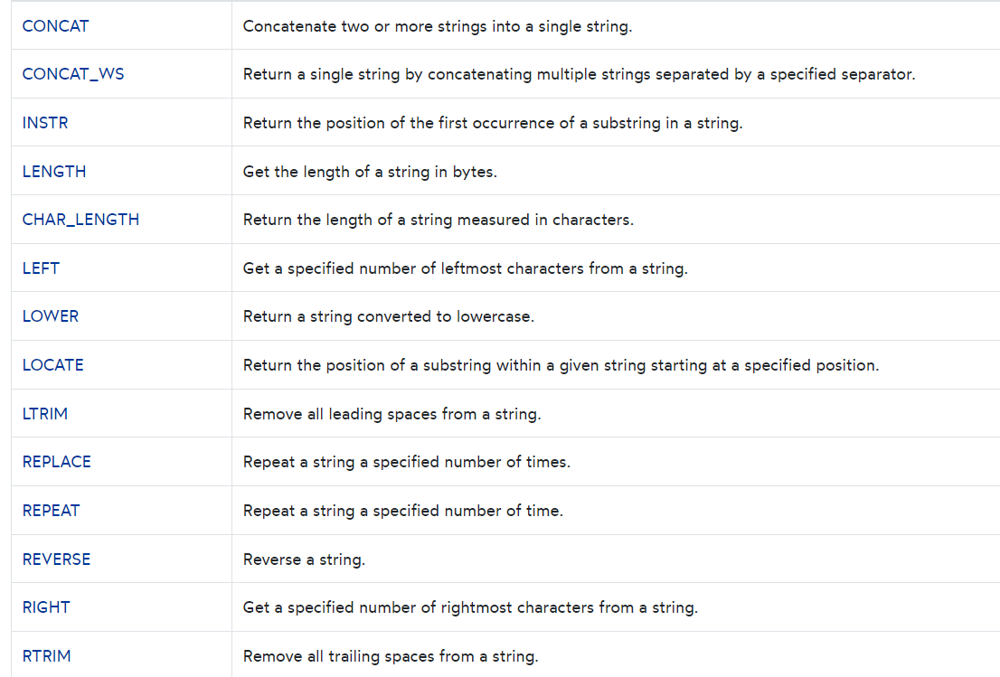 CONCAT Concatenate two or more strings into a single string.
CONCAT_WS Return a single string by concatenating multiple strings separated by a specified separator.
INSTR Return the position of the first occurrence of a substring in a string.
LENGTH Get the length of a string in bytes.
CHAR_LENGTH Return the length of a string measured in characters.
LEFT Get a specified number of leftmost characters from a string.
LOWER Return a string converted to lowercase.
LOCATE Return the position of a substring within a given string starting at a specified position.
LTRIM Remove all leading spaces from a string.
REPLACE Repeat a string a specified number of times.
REPEAT Repeat a string a specified number of time.
REVERSE Reverse a string.
RIGHT Get a specified number of rightmost characters from a string.
RTRIM Remove all trailing spaces from a string.